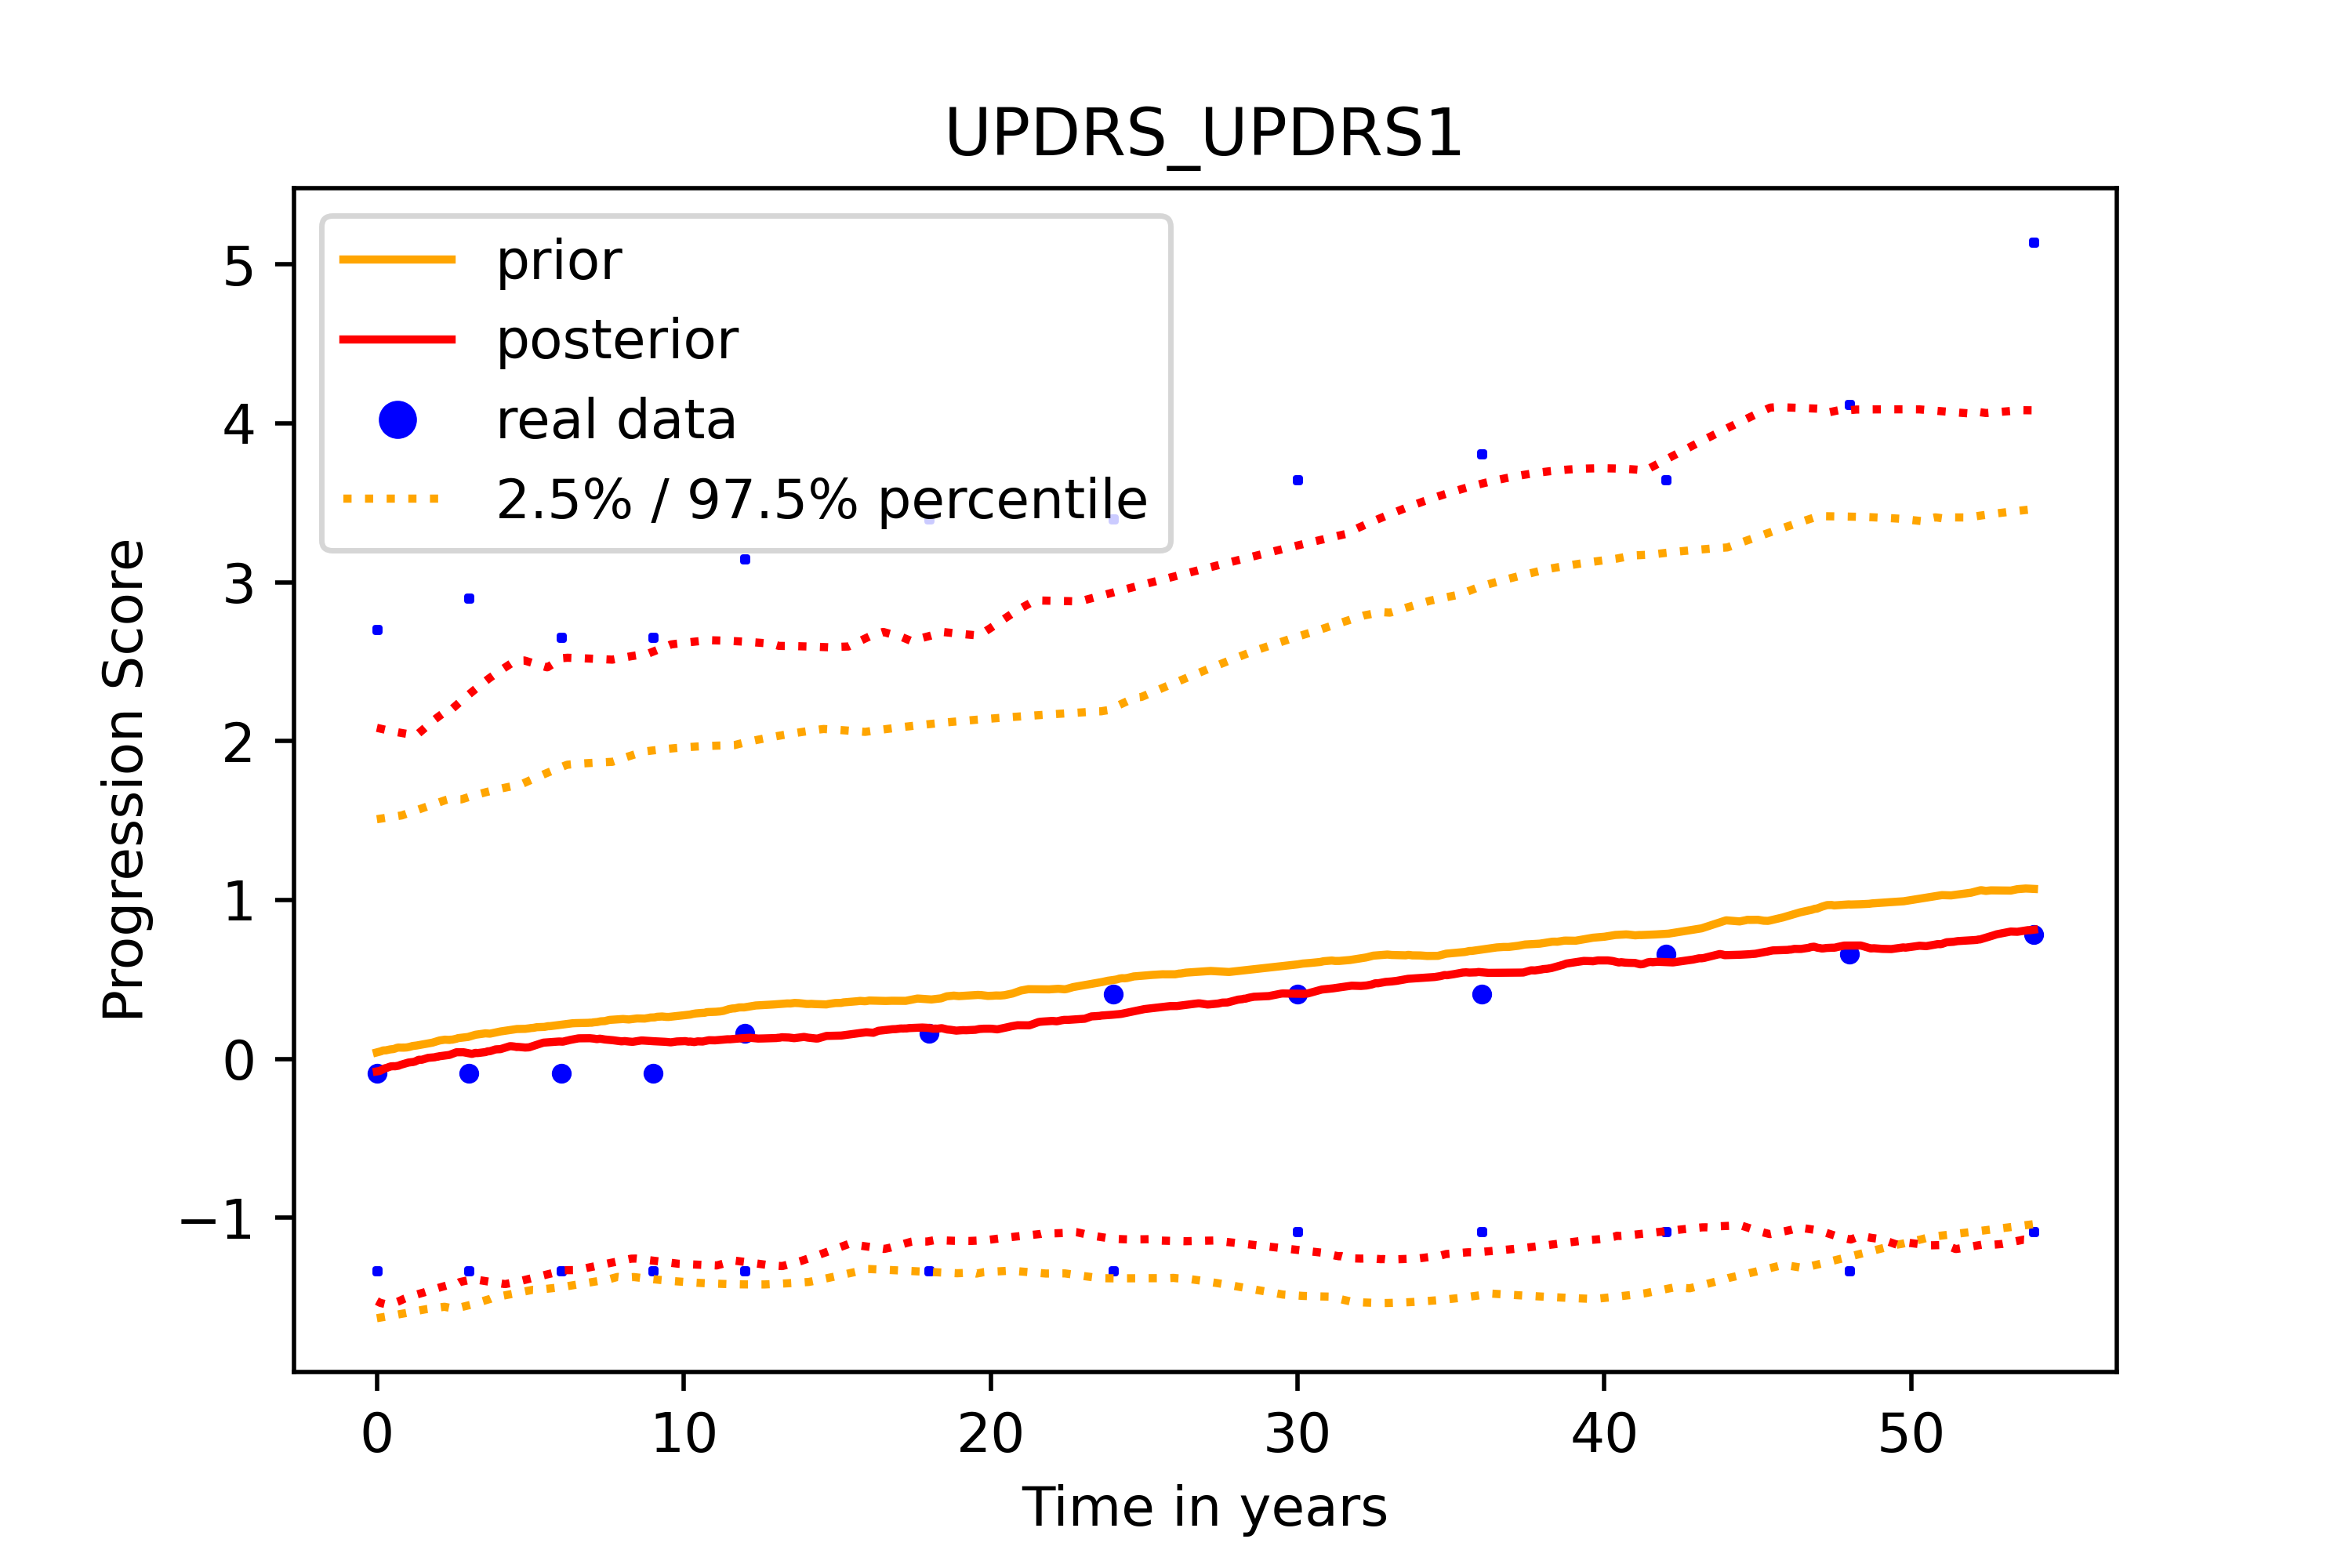 UPDRS_UPDRS1
prior
posterior
real data
2.5% / 97.5% percentile
Progression Score
5
4
3
2
1
0
−1
0 10 20 30 40 50
Time in years